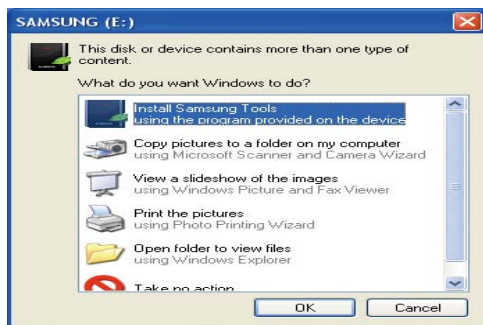 SAMSUNG (E:)
This disk or device contains more than one type of
content.
What do you want Windows to do?
Install Samsung Tools
using the program provided on the device
Copy pictures to a folder on my computer
using Microsoft Scanner and Camera Wizard
View a slideshow of the images
using Windows Picture and Fax Viewer
Print the pictures
using Photo Printing Wizard
Open folder to view files
using Windows Explorer
Take no action
OK
Cancel